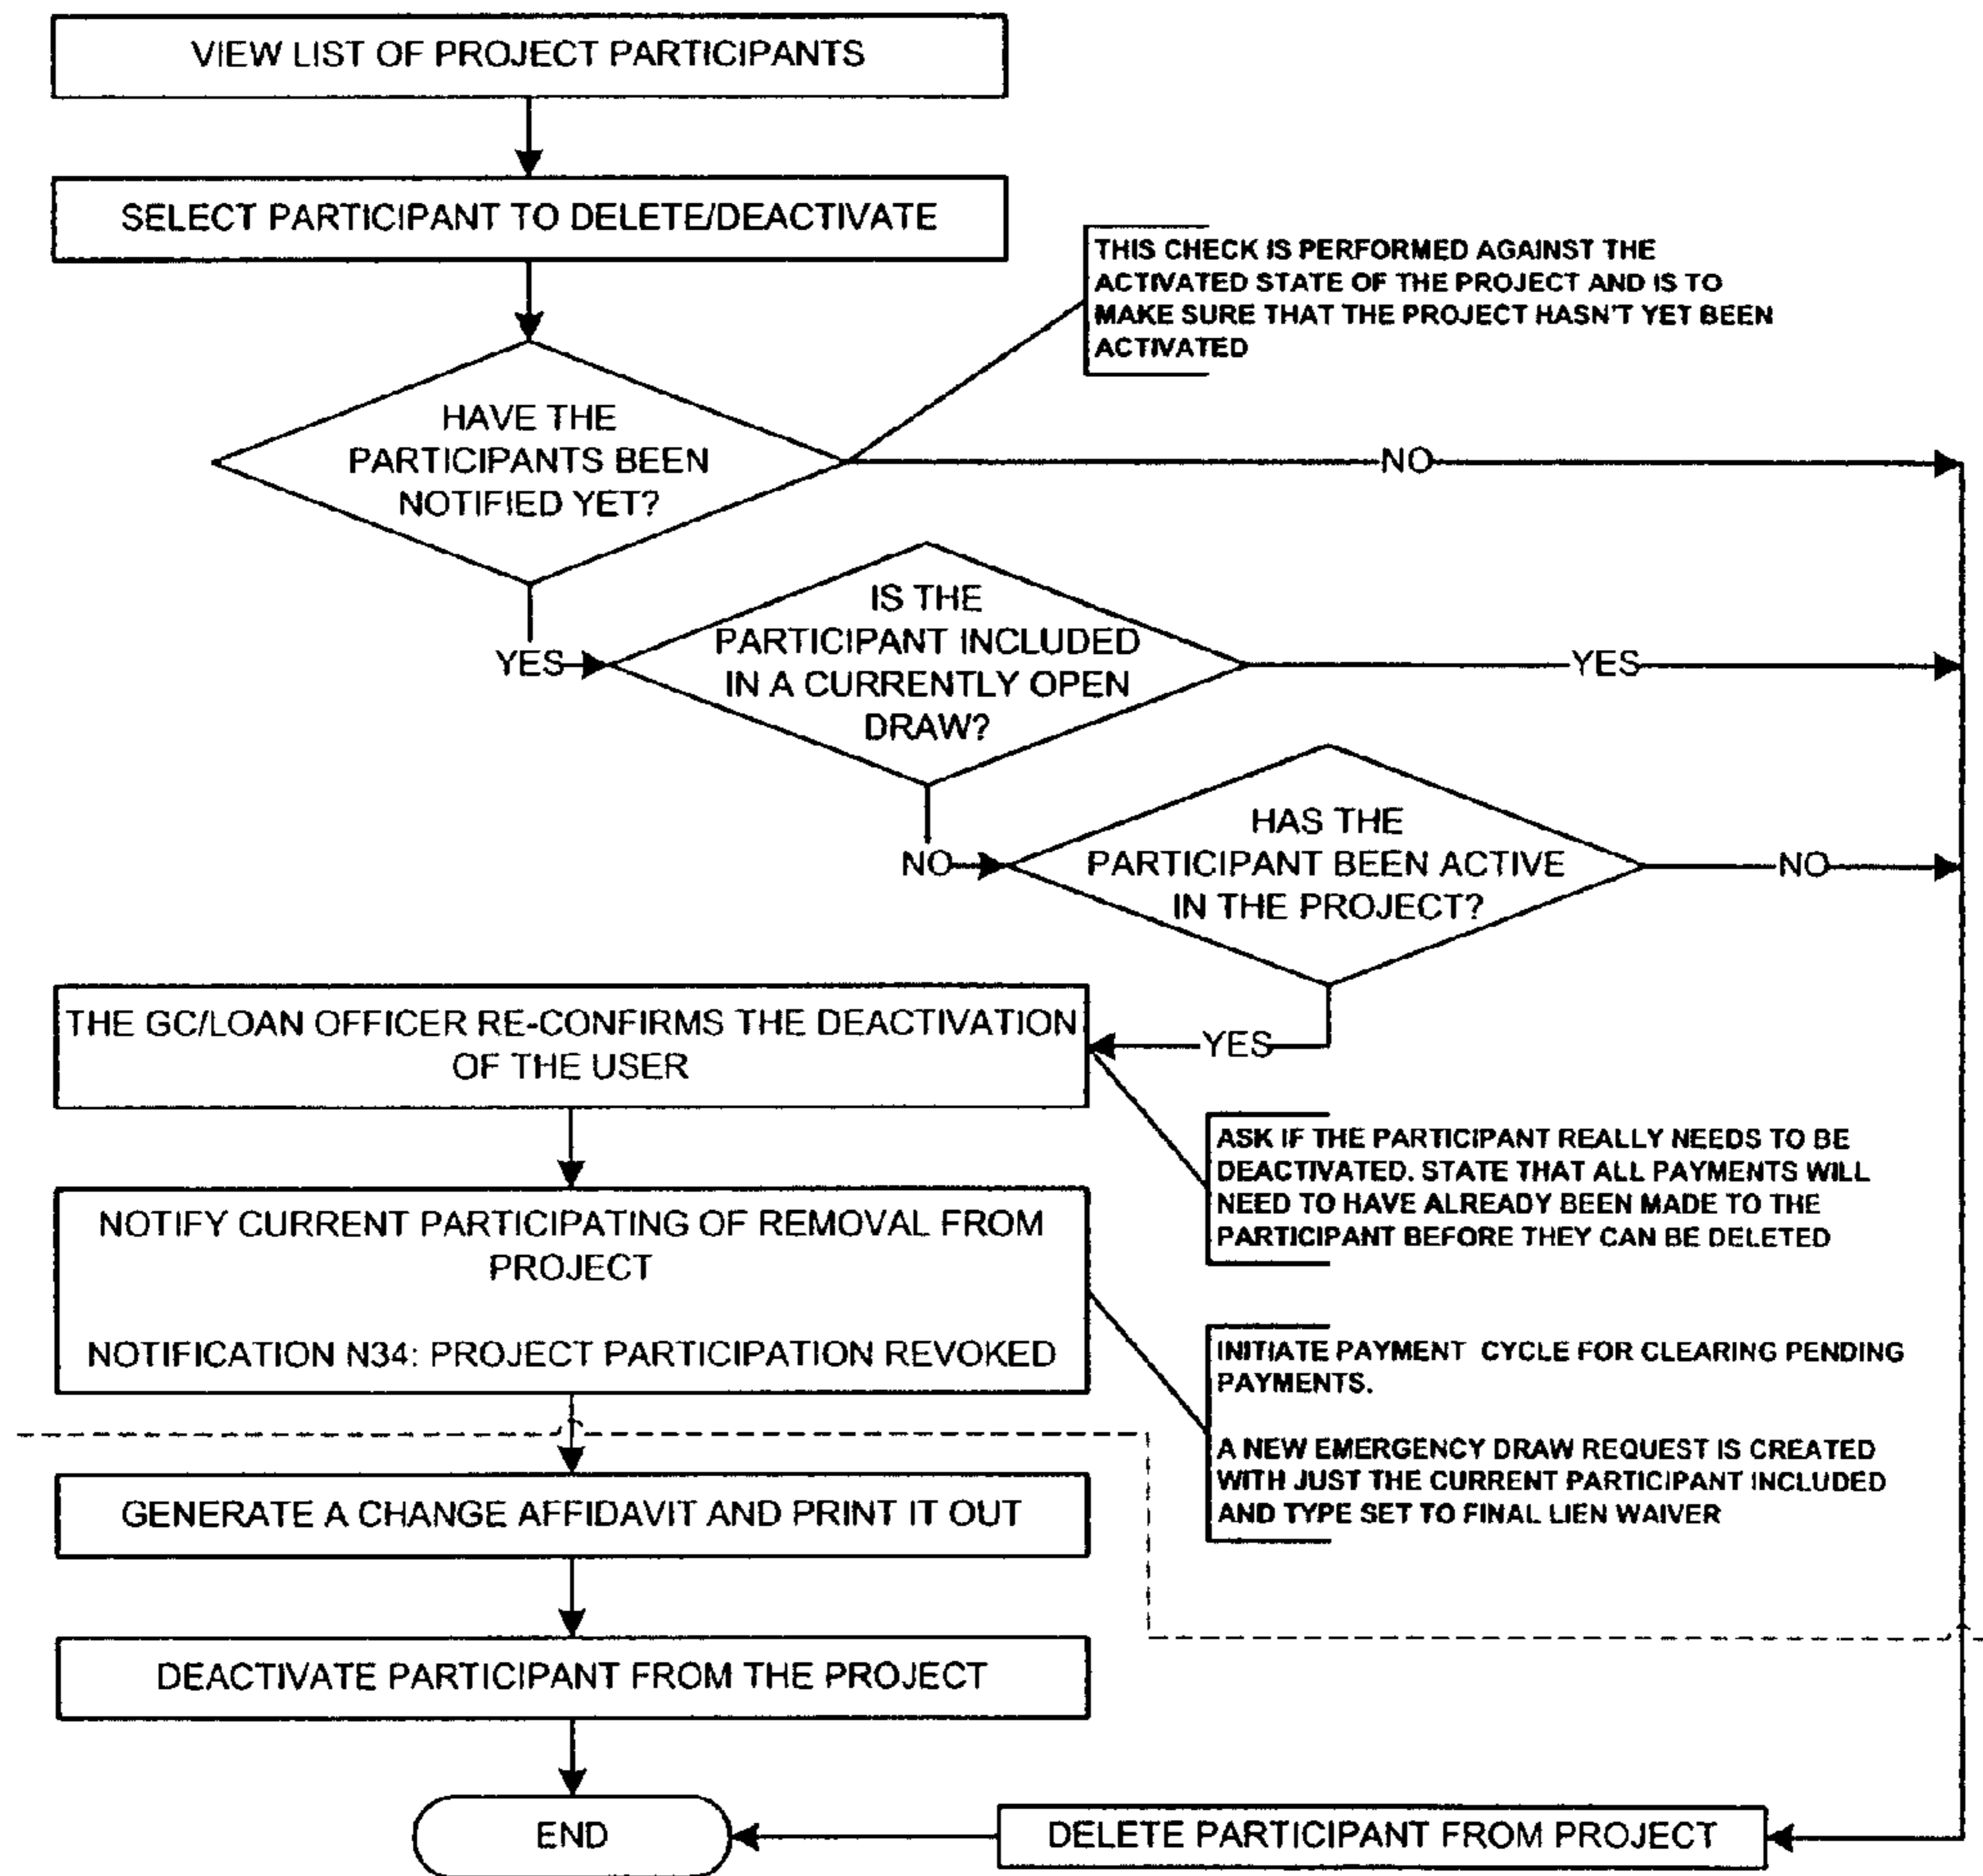 VIEW LIST OF PROJECT PARTICIPANTS
SELECT PARTICIPANT TO DELETE/DEACTIVATE
THIS CHECK IS PERFORMED AGAINST THE
ACTIVATED STATE OF THE PROJECT AND IS TO
MAKE SURE THAT THE PROJECT HASN'T YET BEEN
ACTIVATED
HAVE THE
PARTICIPANTS BEEN
NOTIFIED YET?
NO
IS THE
PARTICIPANT INCLUDED
IN A CURRENTLY OPEN
DRAW?
YES
YES
HAS THE
PARTICIPANT BEEN ACTIVE
IN THE PROJECT?
NO
NO
THE GC/LOAN OFFICER RE-CONFIRMS THE DEACTIVATION
OF THE USER
YES
ASK IF THE PARTICIPANT REALLY NEEDS TO BE
DEACTIVATED. STATE THAT ALL PAYMENTS WILL
NEED TO HAVE ALREADY BEEN MADE TO THE
PARTICIPANT BEFORE THEY CAN BE DELETED
NOTIFY CURRENT PARTICIPATING OF REMOVAL FROM
PROJECT
NOTIFICATION N34: PROJECT PARTICIPATION REVOKED
INITIATE PAYMENT CYCLE FOR CLEARING PENDING
PAYMENTS.
A NEW EMERGENCY DRAW REQUEST IS CREATED
WITH JUST THE CURRENT PARTICIPANT INCLUDED
AND TYPE SET TO FINAL LIEN WAIVER
GENERATE A CHANGE AFFIDAVIT AND PRINT IT OUT
DEACTIVATE PARTICIPANT FROM THE PROJECT
END
DELETE PARTICIPANT FROM PROJECT